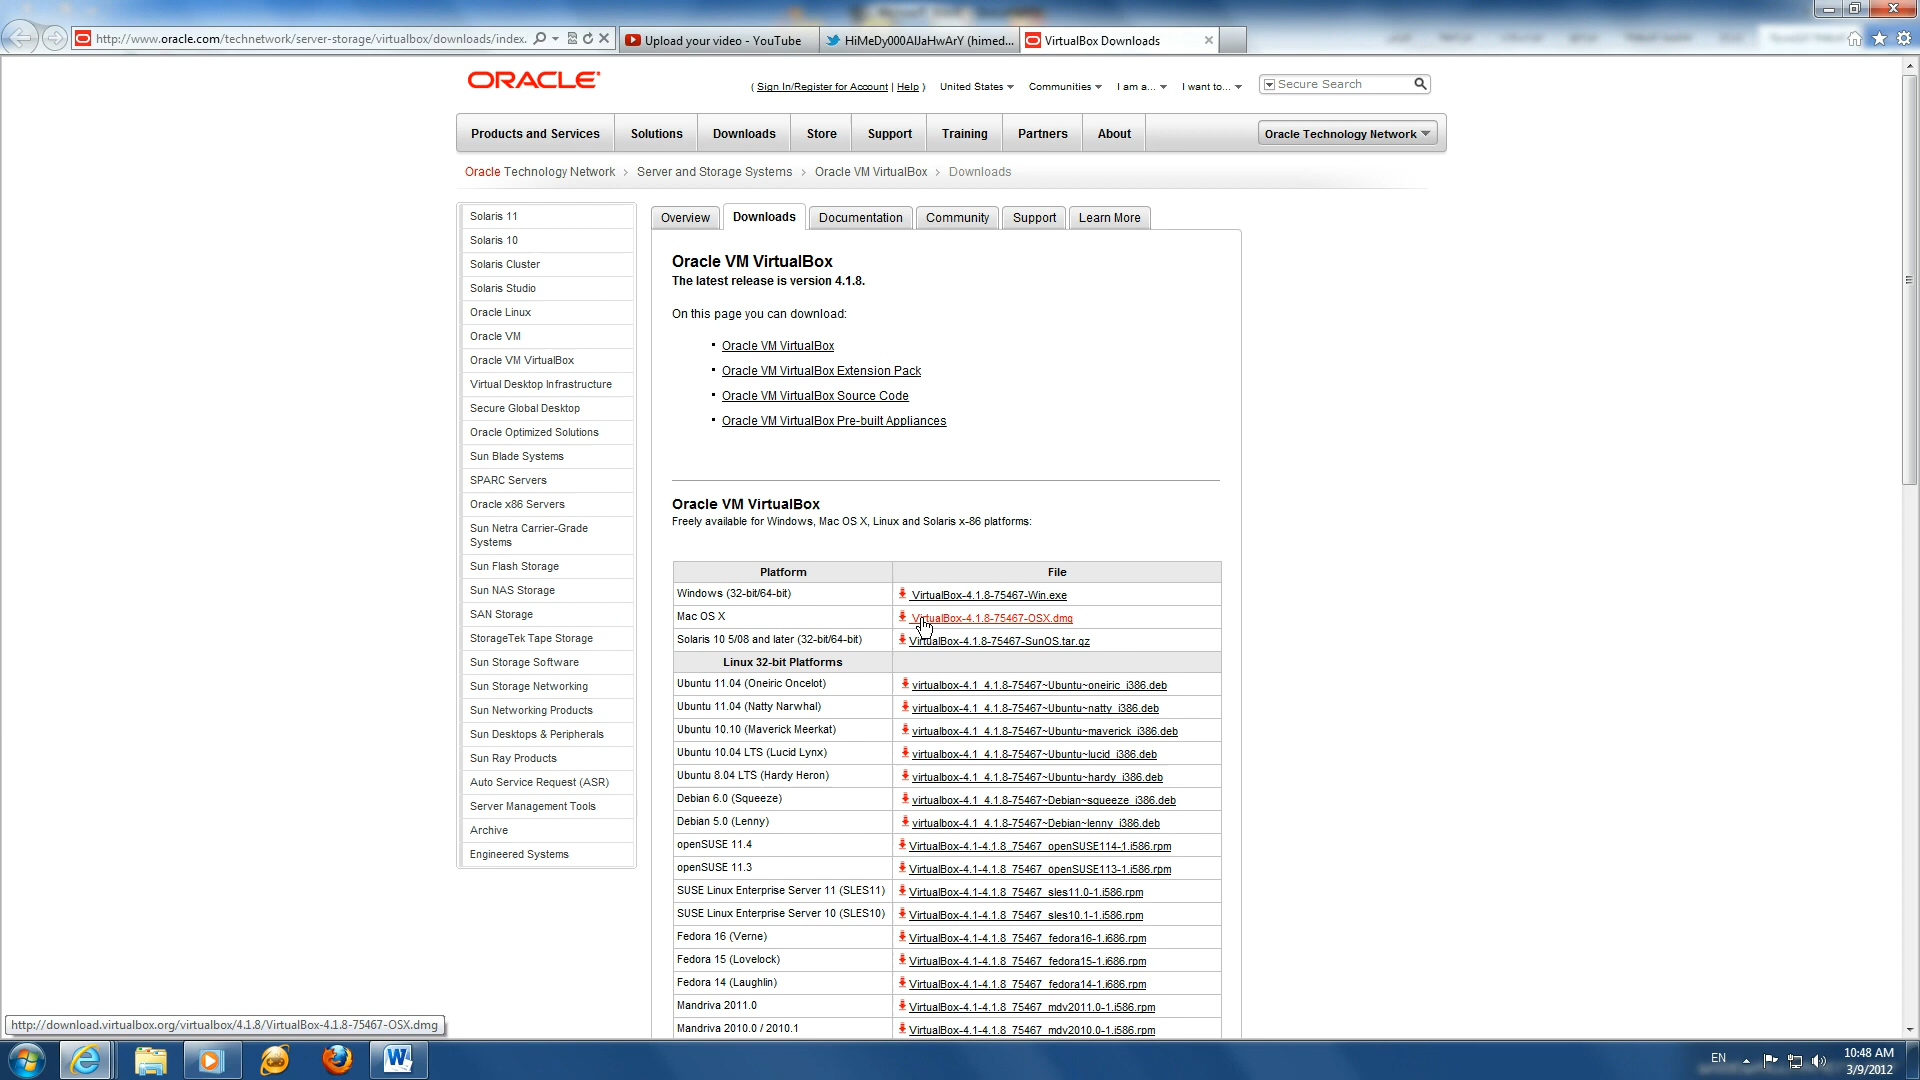 http://www.oracle.com/technetwork/server-storage/virtualbox/downloads/index.
Upload your video - YouTube
HiMeDy000AlJaHwArY (himed...
VirtualBox Downloads
ORACLE
( Sign In/Register for Account | Help )
United States
Communities
I am a...
I want to...
Secure Search
Products and Services
Solutions
Downloads
Store
Support
Training
Partners
About
Oracle Technology Network
Oracle Technology Network › Server and Storage Systems › Oracle VM VirtualBox › Downloads
Solaris 11
Solaris 10
Solaris Cluster
Solaris Studio
Oracle Linux
Oracle VM
Oracle VM VirtualBox
Virtual Desktop Infrastructure
Secure Global Desktop
Oracle Optimized Solutions
Sun Blade Systems
SPARC Servers
Oracle x86 Servers
Sun Netra Carrier-Grade
Systems
Sun Flash Storage
Sun NAS Storage
SAN Storage
StorageTek Tape Storage
Sun Storage Software
Sun Storage Networking
Sun Networking Products
Sun Desktops & Peripherals
Sun Ray Products
Auto Service Request (ASR)
Server Management Tools
Archive
Engineered Systems
Overview
Downloads
Documentation
Community
Support
Learn More
Oracle VM VirtualBox
The latest release is version 4.1.8.
On this page you can download:
Oracle VM VirtualBox
Oracle VM VirtualBox Extension Pack
Oracle VM VirtualBox Source Code
Oracle VM VirtualBox Pre-built Appliances
Oracle VM VirtualBox
Freely available for Windows, Mac OS X, Linux and Solaris x-86 platforms:
Platform File
Windows (32-bit/64-bit) VirtualBox-4.1.8-75467-Win.exe
Mac OS X VirtualBox-4.1.8-75467-OSX.dmg
Solaris 10 5/08 and later (32-bit/64-bit) VirtualBox-4.1.8-75467-SunOS.tar.gz
Linux 32-bit Platforms
Ubuntu 11.04 (Oneiric Oncelot) virtualbox-4.1_4.1.8-75467~Ubuntu~oneiric_i386.deb
Ubuntu 11.04 (Natty Narwhal) virtualbox-4.1_4.1.8-75467~Ubuntu~natty_i386.deb
Ubuntu 10.10 (Maverick Meerkat) virtualbox-4.1_4.1.8-75467~Ubuntu~maverick_i386.deb
Ubuntu 10.04 LTS (Lucid Lynx) virtualbox-4.1_4.1.8-75467~Ubuntu~lucid_i386.deb
Ubuntu 8.04 LTS (Hardy Heron) virtualbox-4.1_4.1.8-75467~Ubuntu~hardy_i386.deb
Debian 6.0 (Squeeze) virtualbox-4.1_4.1.8-75467~Debian~squeeze_i386.deb
Debian 5.0 (Lenny) virtualbox-4.1_4.1.8-75467~Debian~lenny_i386.deb
openSUSE 11.4 VirtualBox-4.1-4.1.8_75467_openSUSE114-1.i586.rpm
openSUSE 11.3 VirtualBox-4.1-4.1.8_75467_openSUSE113-1.i586.rpm
SUSE Linux Enterprise Server 11 (SLES11) VirtualBox-4.1-4.1.8_75467_sles11.0-1.i586.rpm
SUSE Linux Enterprise Server 10 (SLES10) VirtualBox-4.1-4.1.8_75467_sles10.1-1.i586.rpm
Fedora 16 (Verne) VirtualBox-4.1-4.1.8_75467_fedora16-1.i686.rpm
Fedora 15 (Lovelock) VirtualBox-4.1-4.1.8_75467_fedora15-1.i686.rpm
Fedora 14 (Laughlin) VirtualBox-4.1-4.1.8_75467_fedora14-1.i686.rpm
Mandriva 2011.0 VirtualBox-4.1-4.1.8_75467_mdv2011.0-1.i586.rpm
Mandriva 2010.0 / 2010.1 VirtualBox-4.1-4.1.8_75467_mdv2010.0-1.i586.rpm
http://download.virtualbox.org/virtualbox/4.1.8/VirtualBox-4.1.8-75467-OSX.dmg
EN
10:48 AM
3/9/2012